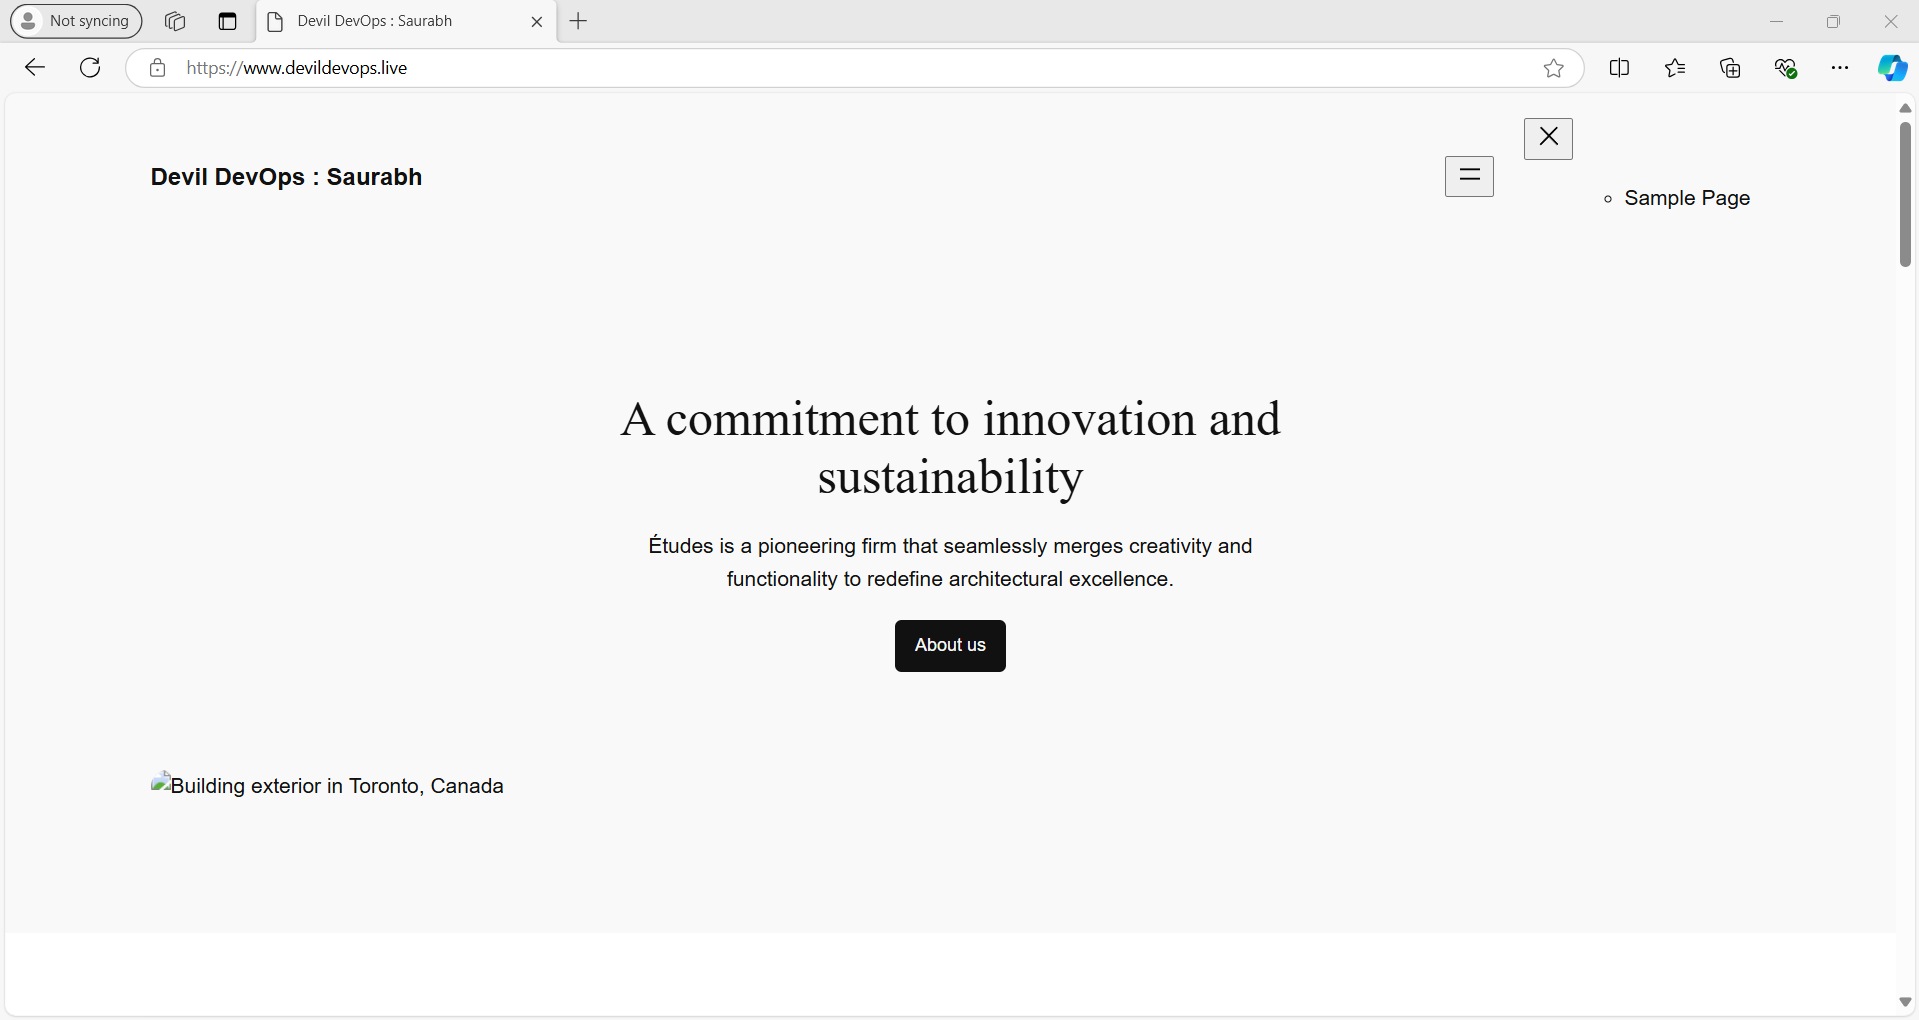 Not syncing
Devil DevOps : Saurabh
https://www.devildevops.live
Devil DevOps : Saurabh
Sample Page
A commitment to innovation and
sustainability
Études is a pioneering firm that seamlessly merges creativity and
functionality to redefine architectural excellence.
About us
Building exterior in Toronto, Canada